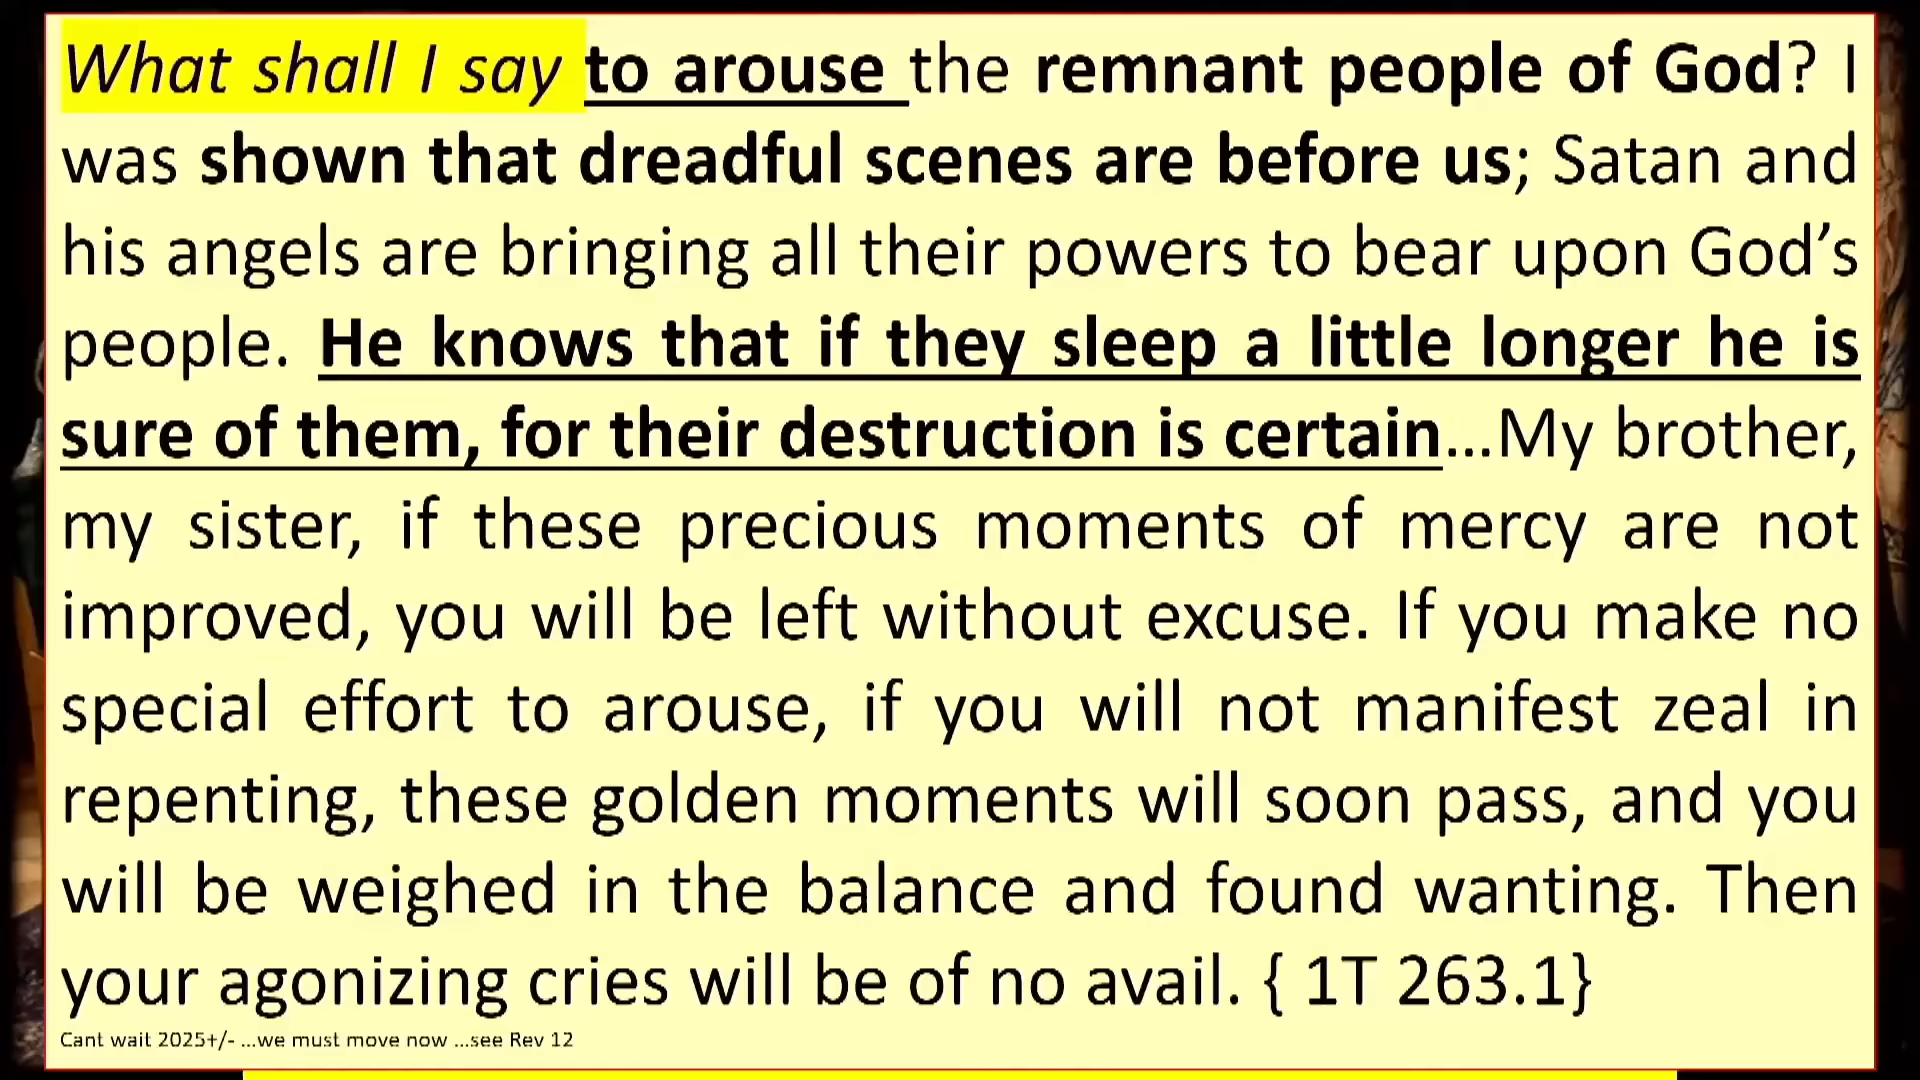 What shall I say to arouse the remnant people of God? I
was shown that dreadful scenes are before us; Satan and
his angels are bringing all their powers to bear upon God’s
people. He knows that if they sleep a little longer he is
sure of them, for their destruction is certain…My brother,
my sister, if these precious moments of mercy are not
improved, you will be left without excuse. If you make no
special effort to arouse, if you will not manifest zeal in
repenting, these golden moments will soon pass, and you
will be weighed in the balance and found wanting. Then
your agonizing cries will be of no avail. { 1T 263.1}
Cant wait 2025+/- …we must move now …see Rev 12